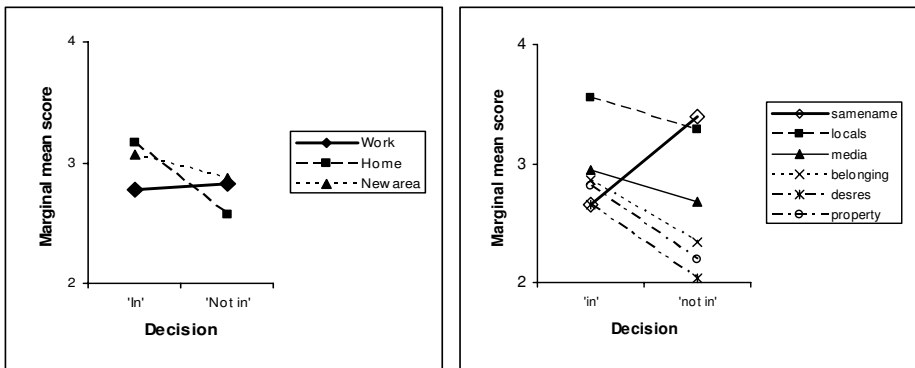 4
3
2
Marginal mean score
'In'
'Not in'
Decision
Work
Home
New area
4
3
2
Marginal mean score
'in'
'not in'
Decision
samename
locals
media
belonging
desres
property